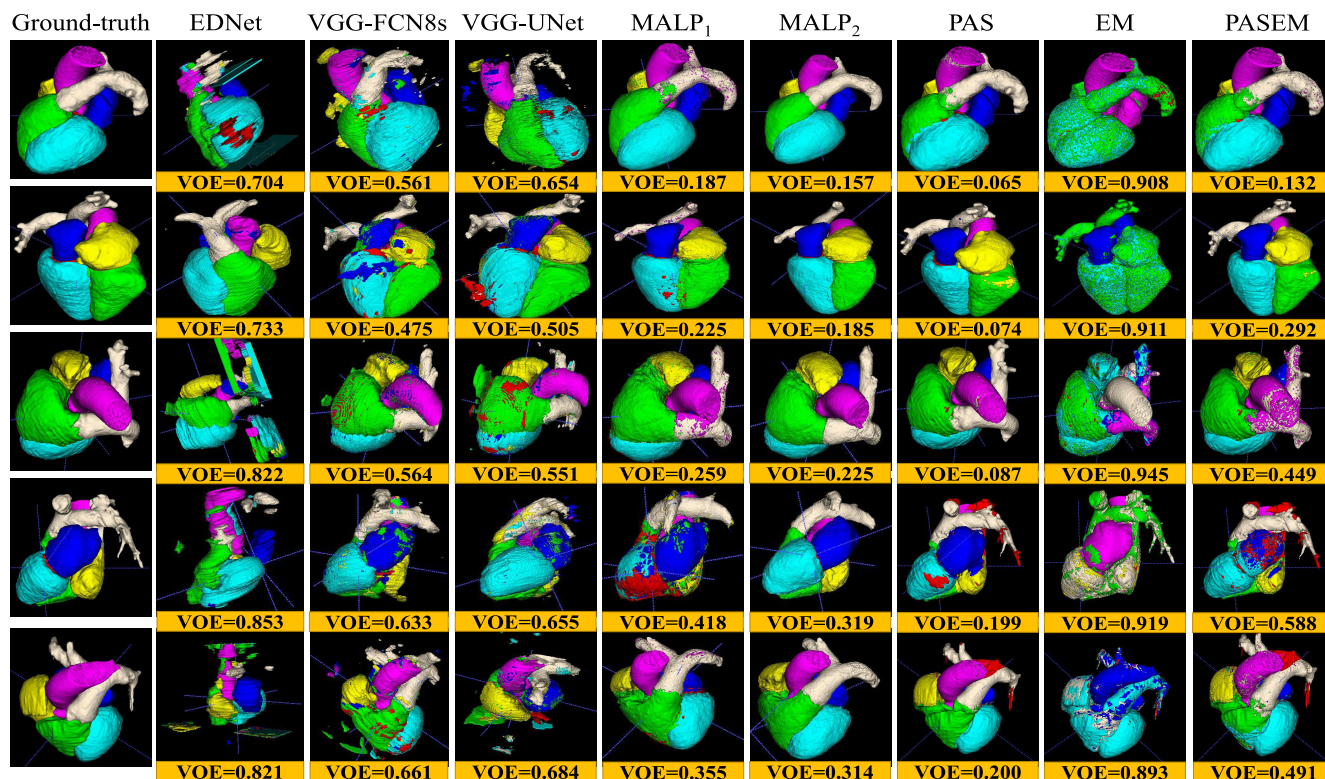 Ground-truth EDNet VGG-FCN8s VGG-UNet MALP₁ MALP₂ PAS EM PASEM
VOE=0.704 VOE=0.561 VOE=0.654 VOE=0.187 VOE=0.157 VOE=0.065 VOE=0.908 VOE=0.132
VOE=0.733 VOE=0.475 VOE=0.505 VOE=0.225 VOE=0.185 VOE=0.074 VOE=0.911 VOE=0.292
VOE=0.822 VOE=0.564 VOE=0.551 VOE=0.259 VOE=0.225 VOE=0.087 VOE=0.945 VOE=0.449
VOE=0.853 VOE=0.633 VOE=0.655 VOE=0.418 VOE=0.319 VOE=0.199 VOE=0.919 VOE=0.588
VOE=0.821 VOE=0.661 VOE=0.684 VOE=0.355 VOE=0.314 VOE=0.200 VOE=0.893 VOE=0.491